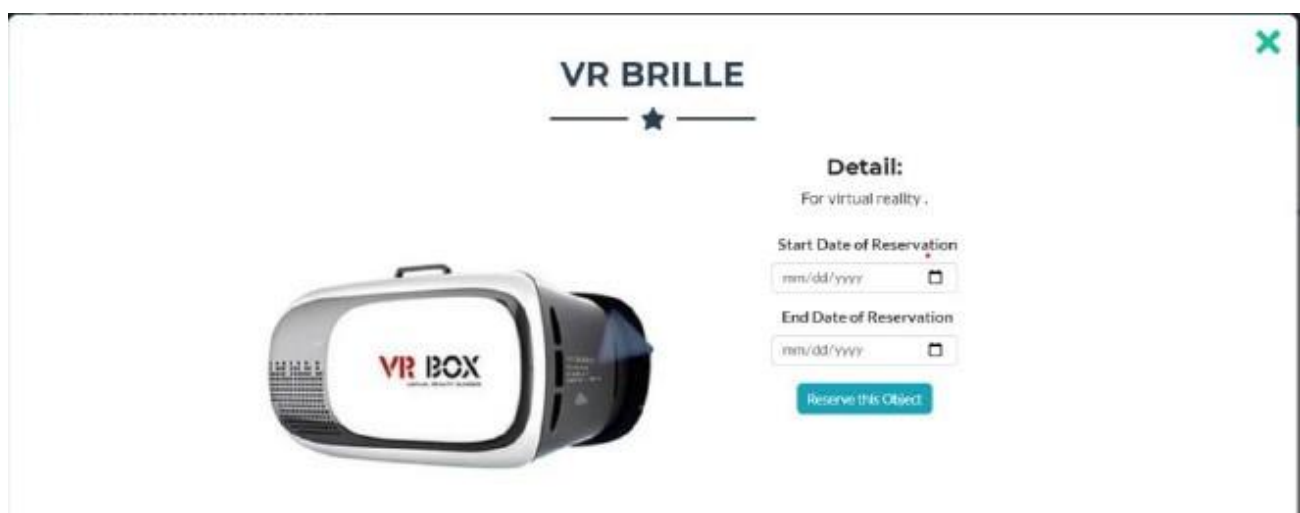 VR BRILLE
Detail:
For virtual reality .
Start Date of Reservation
mm/dd/yyyy
End Date of Reservation
mm/dd/yyyy
Reserve this Object
VR BOX